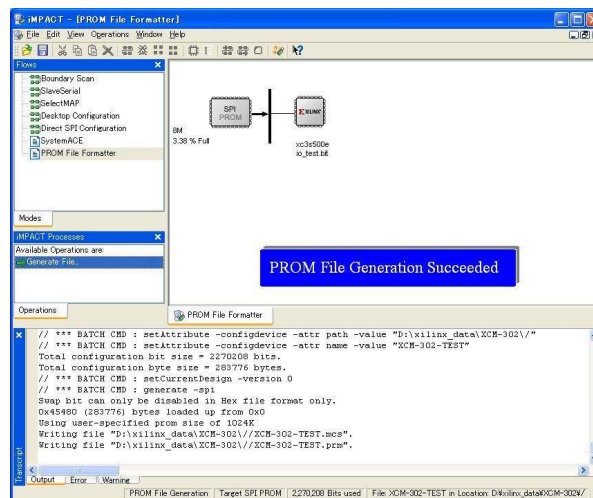 iMPACT - [PROM File Formatter]
File Edit View Operations Window Help
Flows
Boundary Scan
SlaveSerial
SelectMAP
Desktop Configuration
Direct SPI Configuration
SystemACE
PROM File Formatter
Modes
iMPACT Processes
Available Operations are:
Generate File...
Operations
SPI
PROM
8M
3.38 % Full
XILINX
xc3s500e
io_test.bit
PROM File Generation Succeeded
PROM File Formatter
// *** BATCH CMD : setAttribute -configdevice -attr path -value "D:\xilinx_data\XCM-302\/"
// *** BATCH CMD : setAttribute -configdevice -attr name -value "XCM-302-TEST"
Total configuration bit size = 2270208 bits.
Total configuration byte size = 283776 bytes.
// *** BATCH CMD : setCurrentDesign -version 0
// *** BATCH CMD : generate -spi
Swap bit can only be disabled in Hex file format only.
0x45480 (283776) bytes loaded up from 0x0
Using user-specified prom size of 1024K
Writing file "D:\xilinx_data\XCM-302\//XCM-302-TEST.mcs".
Writing file "D:\xilinx_data\XCM-302\//XCM-302-TEST.prm".
Transcript
Output Error Warning
PROM File Generation Target SPI PROM 2,270,208 Bits used File: XCM-302-TEST in Location: D:¥xilinx_data¥XCM-302¥/